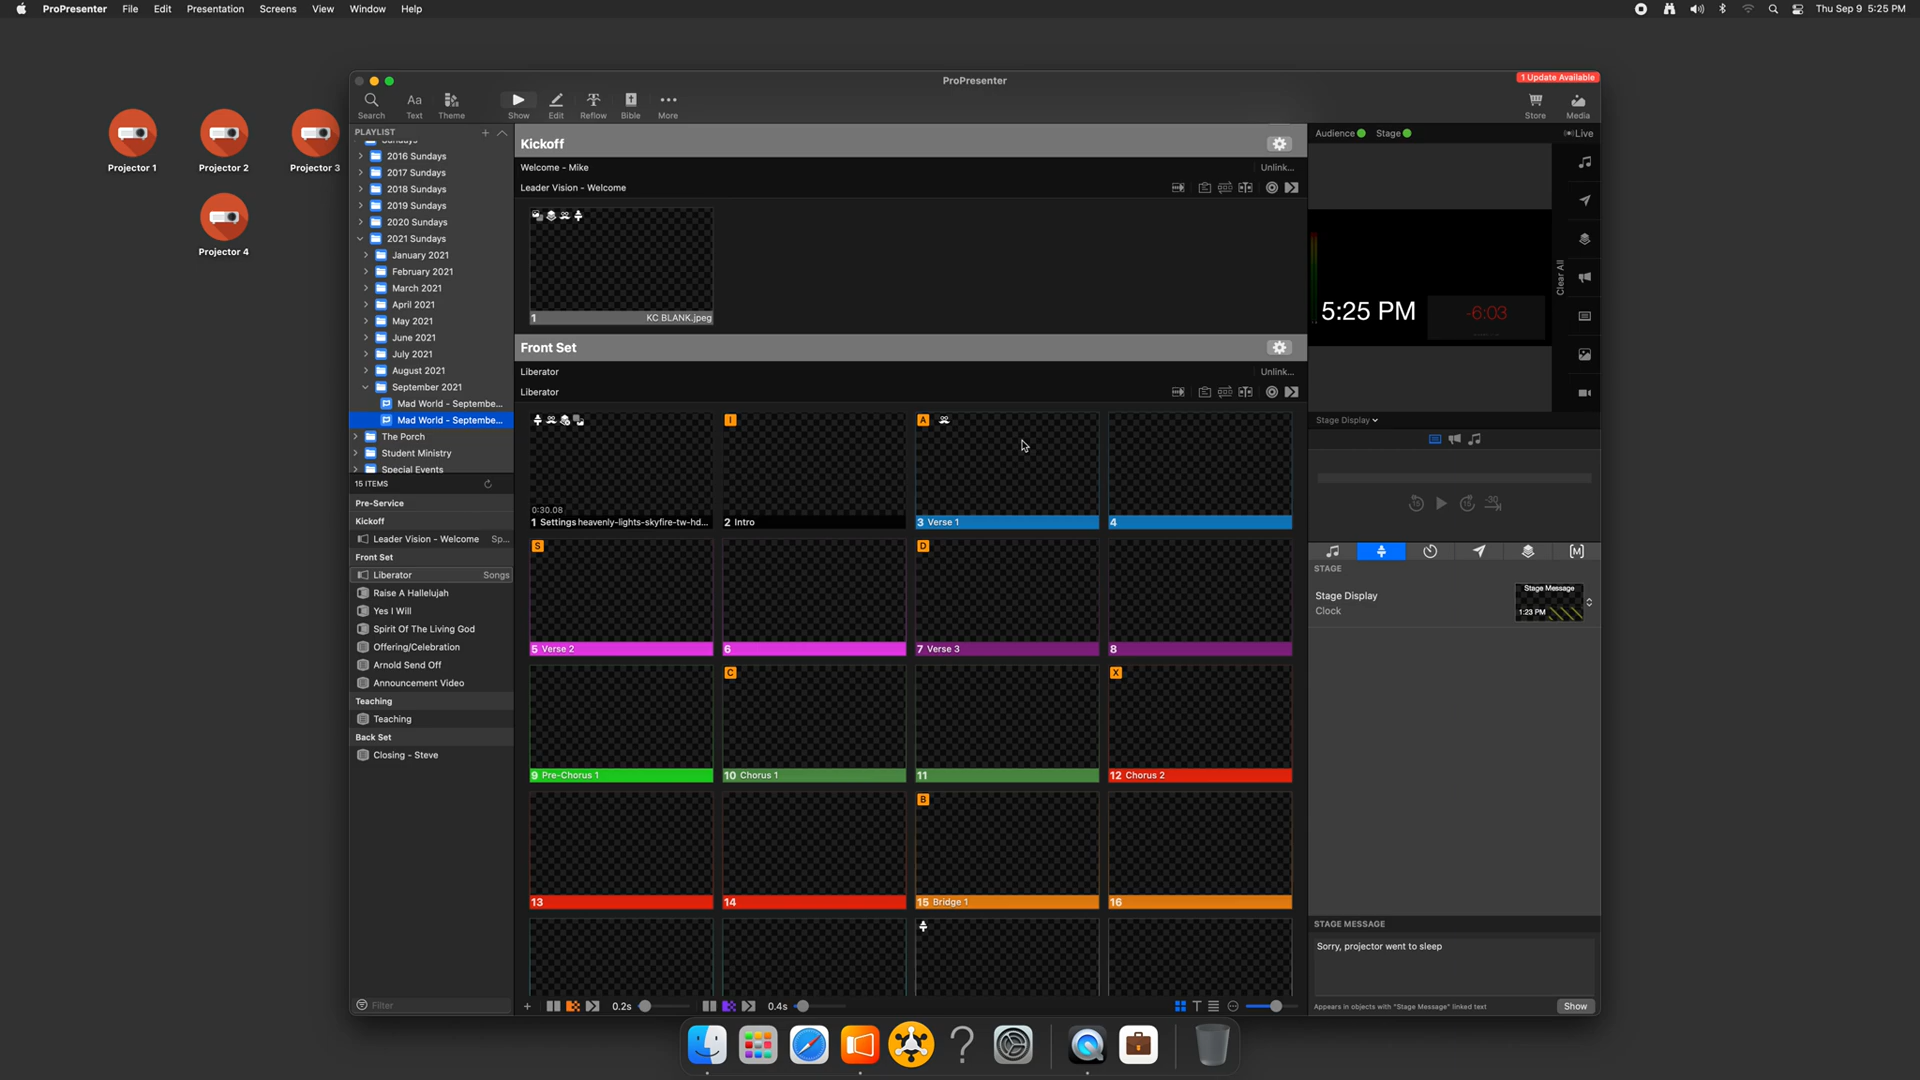 ProPresenter File Edit Presentation Screens View Window Help
Thu Sep 9 5:25 PM
ProPresenter
1 Update Available
Search Text Theme Show Edit Reflow Bible More Store Media
Projector 1 Projector 2 Projector 3
Projector 4
PLAYLIST
2016 Sundays
2017 Sundays
2018 Sundays
2019 Sundays
2020 Sundays
2021 Sundays
January 2021
February 2021
March 2021
April 2021
May 2021
June 2021
July 2021
August 2021
September 2021
Mad World - Septembe...
Mad World - Septembe...
The Porch
Student Ministry
Special Events
15 ITEMS
Pre-Service
Kickoff
Leader Vision - Welcome Sp...
Front Set
Liberator Songs
Raise A Hallelujah
Yes I Will
Spirit Of The Living God
Offering/Celebration
Arnold Send Off
Announcement Video
Teaching
Teaching
Back Set
Closing - Steve
Filter
Kickoff
Welcome - Mike Unlink...
Leader Vision - Welcome
1 KC BLANK.jpeg
Front Set
Liberator Unlink...
Liberator
I A
0:30.08
1 Settings heavenly-lights-skyfire-tw-hd... 2 Intro 3 Verse 1 4
S D
5 Verse 2 6 7 Verse 3 8
C X
9 Pre-Chorus 1 10 Chorus 1 11 12 Chorus 2
B
13 14 15 Bridge 1 16
0.2s 0.4s
Audience Stage Live
Clear All
5:25 PM -6:03
Stage Display
15 15 -30
[M]
STAGE
Stage Display
Clock
Stage Message
1:23 PM
STAGE MESSAGE
Sorry, projector went to sleep
Appears in objects with "Stage Message" linked text Show